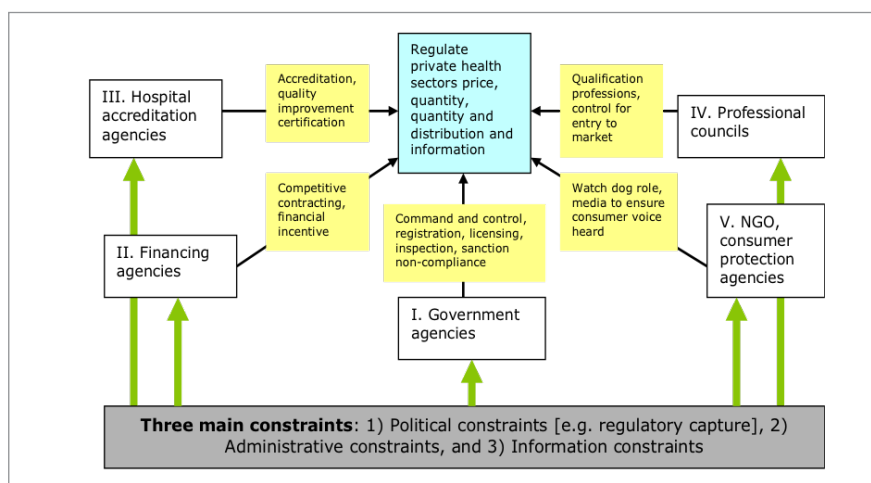 Regulate
private health
sectors price,
quantity,
quantity and
distribution and
information
III. Hospital
accreditation
agencies
Accreditation,
quality
improvement
certification
Qualification
professions,
control for
entry to
market
IV. Professional
councils
II. Financing
agencies
Competitive
contracting,
financial
incentive
Command and control,
registration, licensing,
inspection, sanction
non-compliance
Watch dog role,
media to ensure
consumer voice
heard
V. NGO,
consumer
protection
agencies
I. Government
agencies
Three main constraints: 1) Political constraints [e.g. regulatory capture], 2)
Administrative constraints, and 3) Information constraints